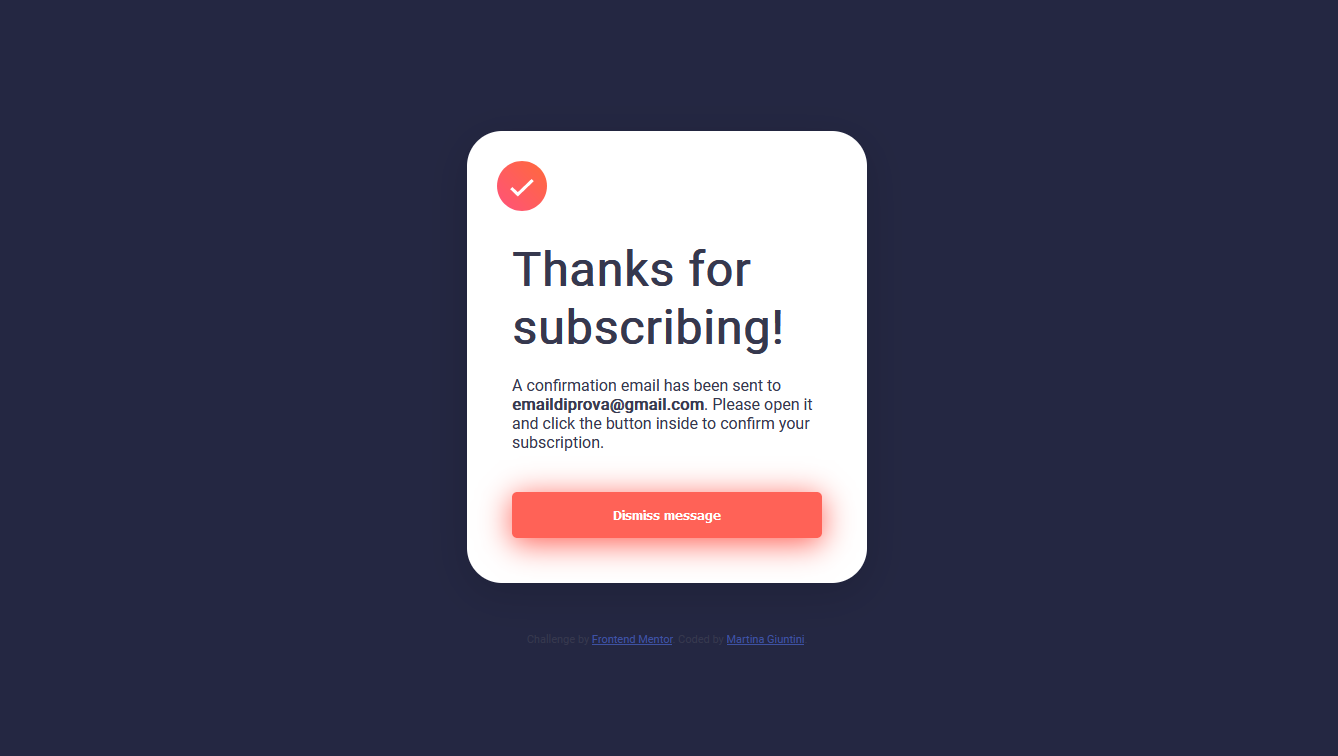 Thanks for
subscribing!
A confirmation email has been sent to
emaildiprova@gmail.com. Please open it
and click the button inside to confirm your
subscription.
Dismiss message
Challenge by Frontend Mentor. Coded by Martina Giuntini.